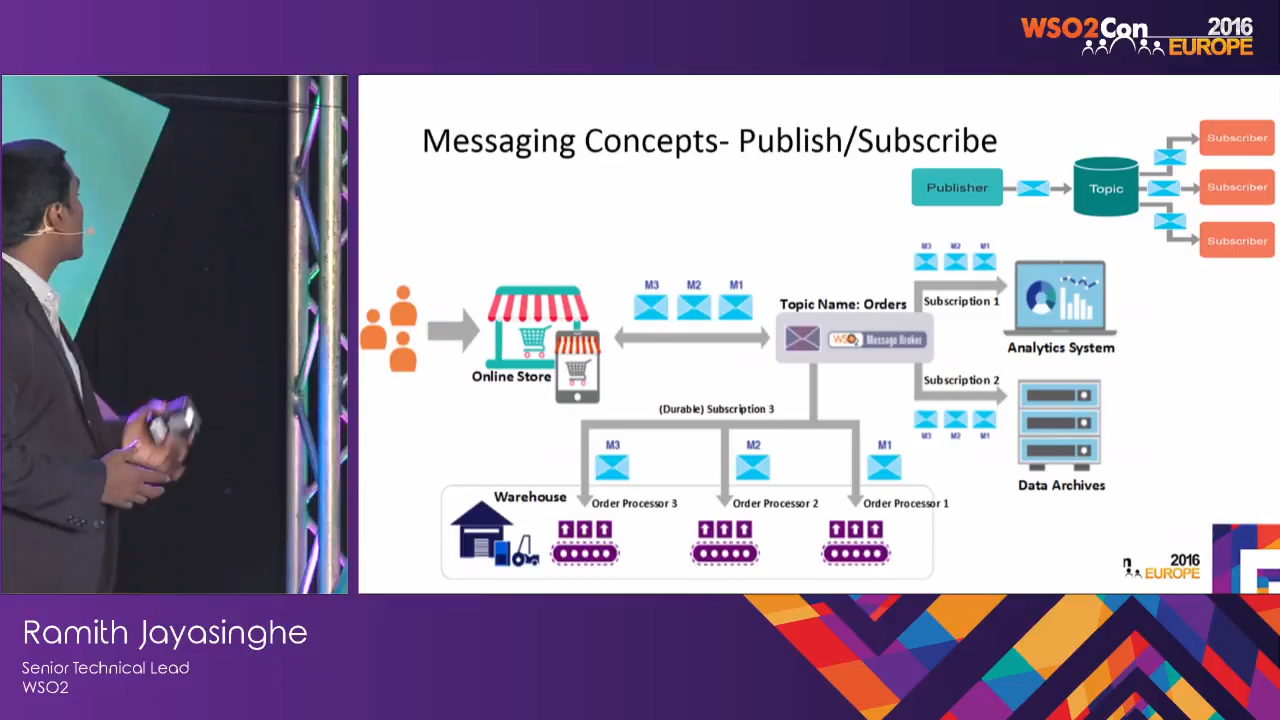 WSO2Con 2016
EUROPE
Messaging Concepts- Publish/Subscribe
Publisher
Topic
Subscriber
Subscriber
Subscriber
M3 M2 M1
Subscription 1
Analytics System
M3 M2 M1
Topic Name: Orders
WSO2 Message Broker
Online Store
Subscription 2
M3 M2 M1
Data Archives
(Durable) Subscription 3
M3
M2
M1
Warehouse
Order Processor 3
Order Processor 2
Order Processor 1
n 2016
EUROPE
Ramith Jayasinghe
Senior Technical Lead
WSO2